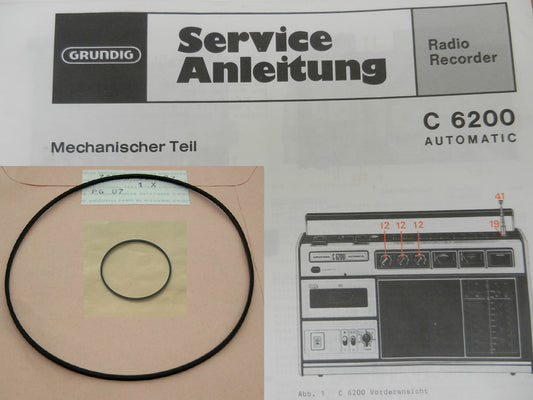 GRUNDIG
Service
Anleitung
Radio
Recorder
C 6200
AUTOMATIC
Mechanischer Teil
1 X
PG 07
41
12 12 12
19
C 6200
Abb. 1 C 6200 Vorderansicht